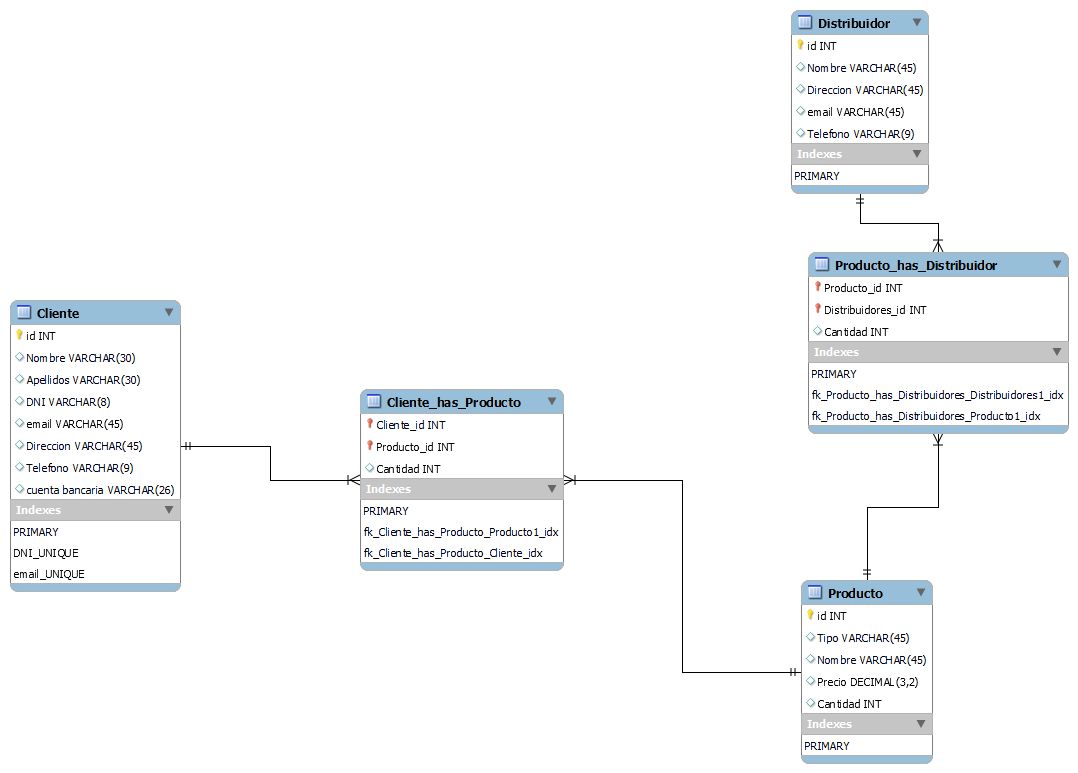 Distribuidor
id INT
Nombre VARCHAR(45)
Direccion VARCHAR(45)
email VARCHAR(45)
Telefono VARCHAR(9)
Indexes
PRIMARY
Producto_has_Distribuidor
Producto_id INT
Distribuidores_id INT
Cantidad INT
Indexes
PRIMARY
fk_Producto_has_Distribuidores_Distribuidores1_idx
fk_Producto_has_Distribuidores_Producto1_idx
Cliente
id INT
Nombre VARCHAR(30)
Apellidos VARCHAR(30)
DNI VARCHAR(8)
email VARCHAR(45)
Direccion VARCHAR(45)
Telefono VARCHAR(9)
cuenta bancaria VARCHAR(26)
Indexes
PRIMARY
DNI_UNIQUE
email_UNIQUE
Cliente_has_Producto
Cliente_id INT
Producto_id INT
Cantidad INT
Indexes
PRIMARY
fk_Cliente_has_Producto_Producto1_idx
fk_Cliente_has_Producto_Cliente_idx
Producto
id INT
Tipo VARCHAR(45)
Nombre VARCHAR(45)
Precio DECIMAL(3,2)
Cantidad INT
Indexes
PRIMARY